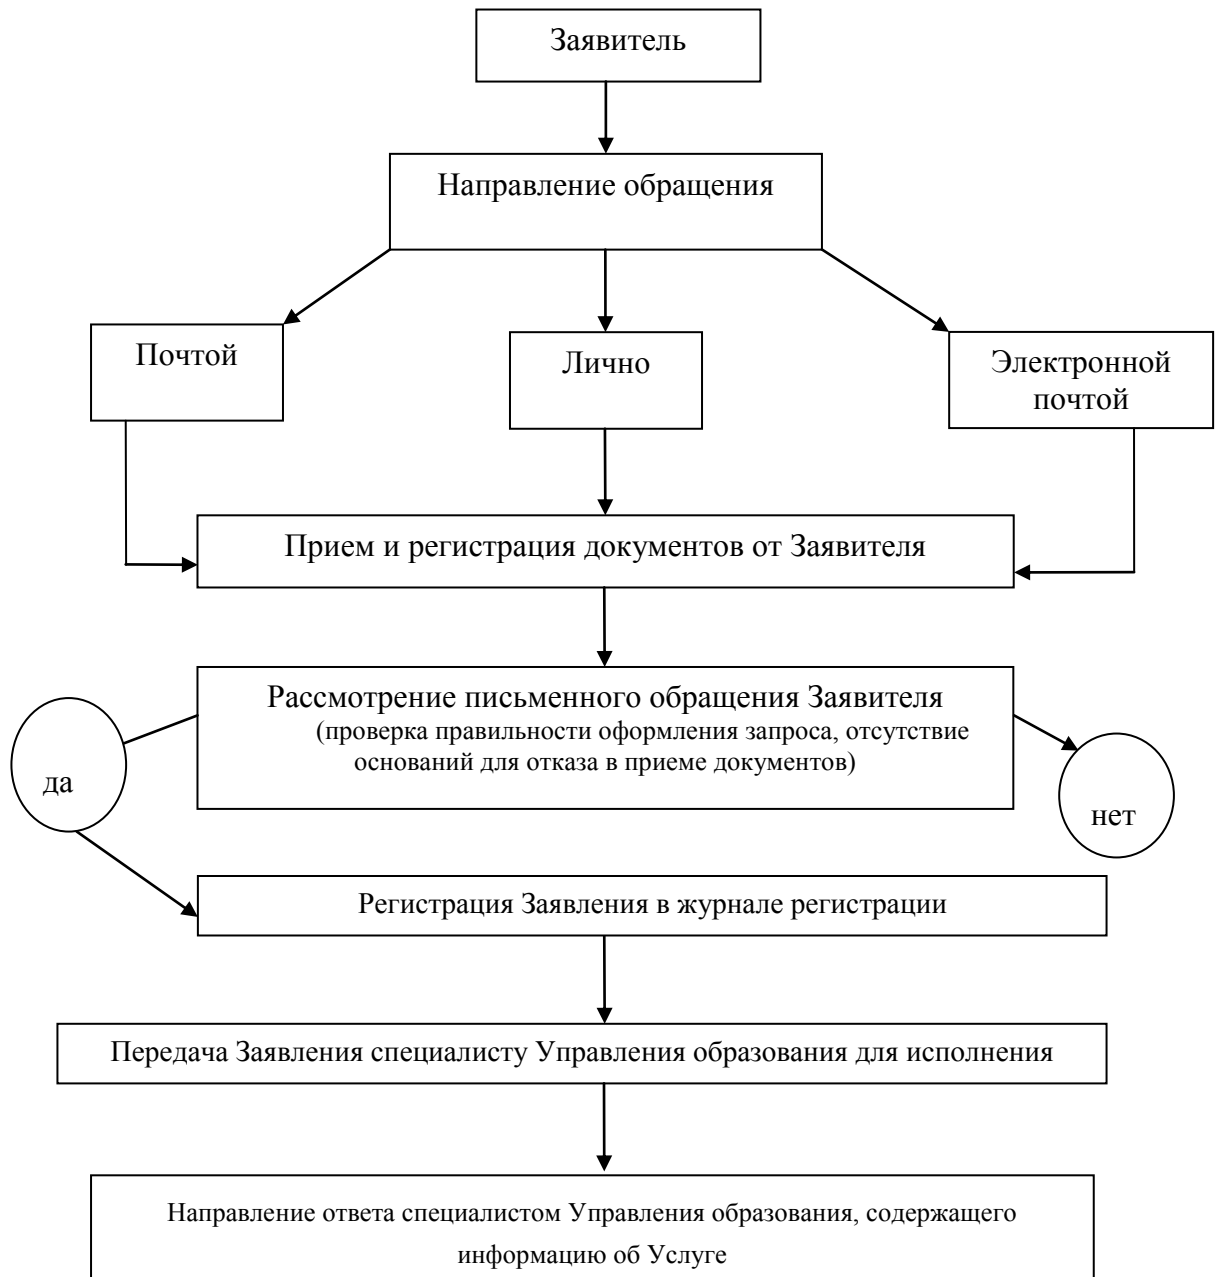 Заявитель
Направление обращения
Почтой
Лично
Электронной
почтой
Прием и регистрация документов от Заявителя
Рассмотрение письменного обращения Заявителя
(проверка правильности оформления запроса, отсутствие
оснований для отказа в приеме документов)
да
нет
Регистрация Заявления в журнале регистрации
Передача Заявления специалисту Управления образования для исполнения
Направление ответа специалистом Управления образования, содержащего
информацию об Услуге